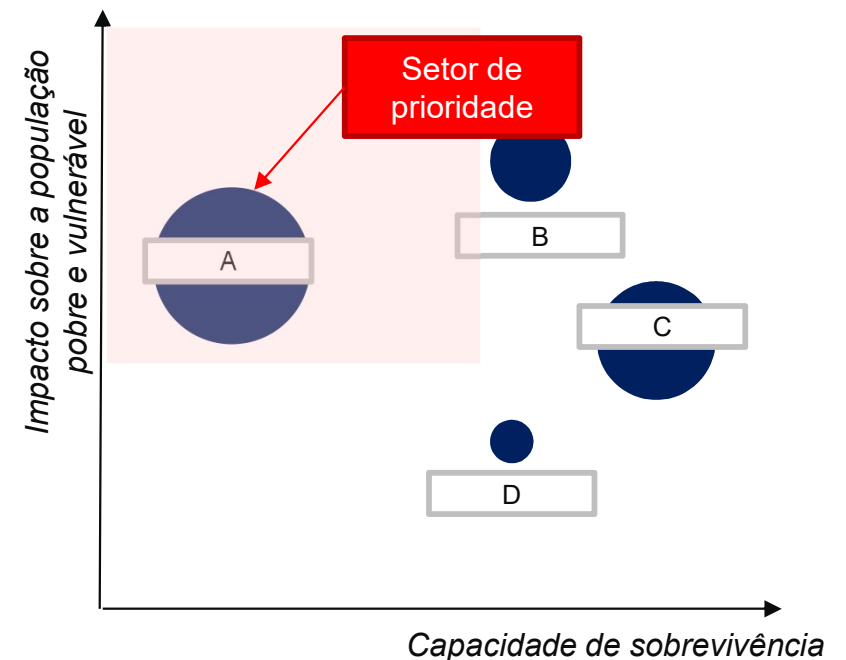 Impacto sobre a população
pobre e vulnerável
Setor de
prioridade
A
B
C
D
Capacidade de sobrevivência